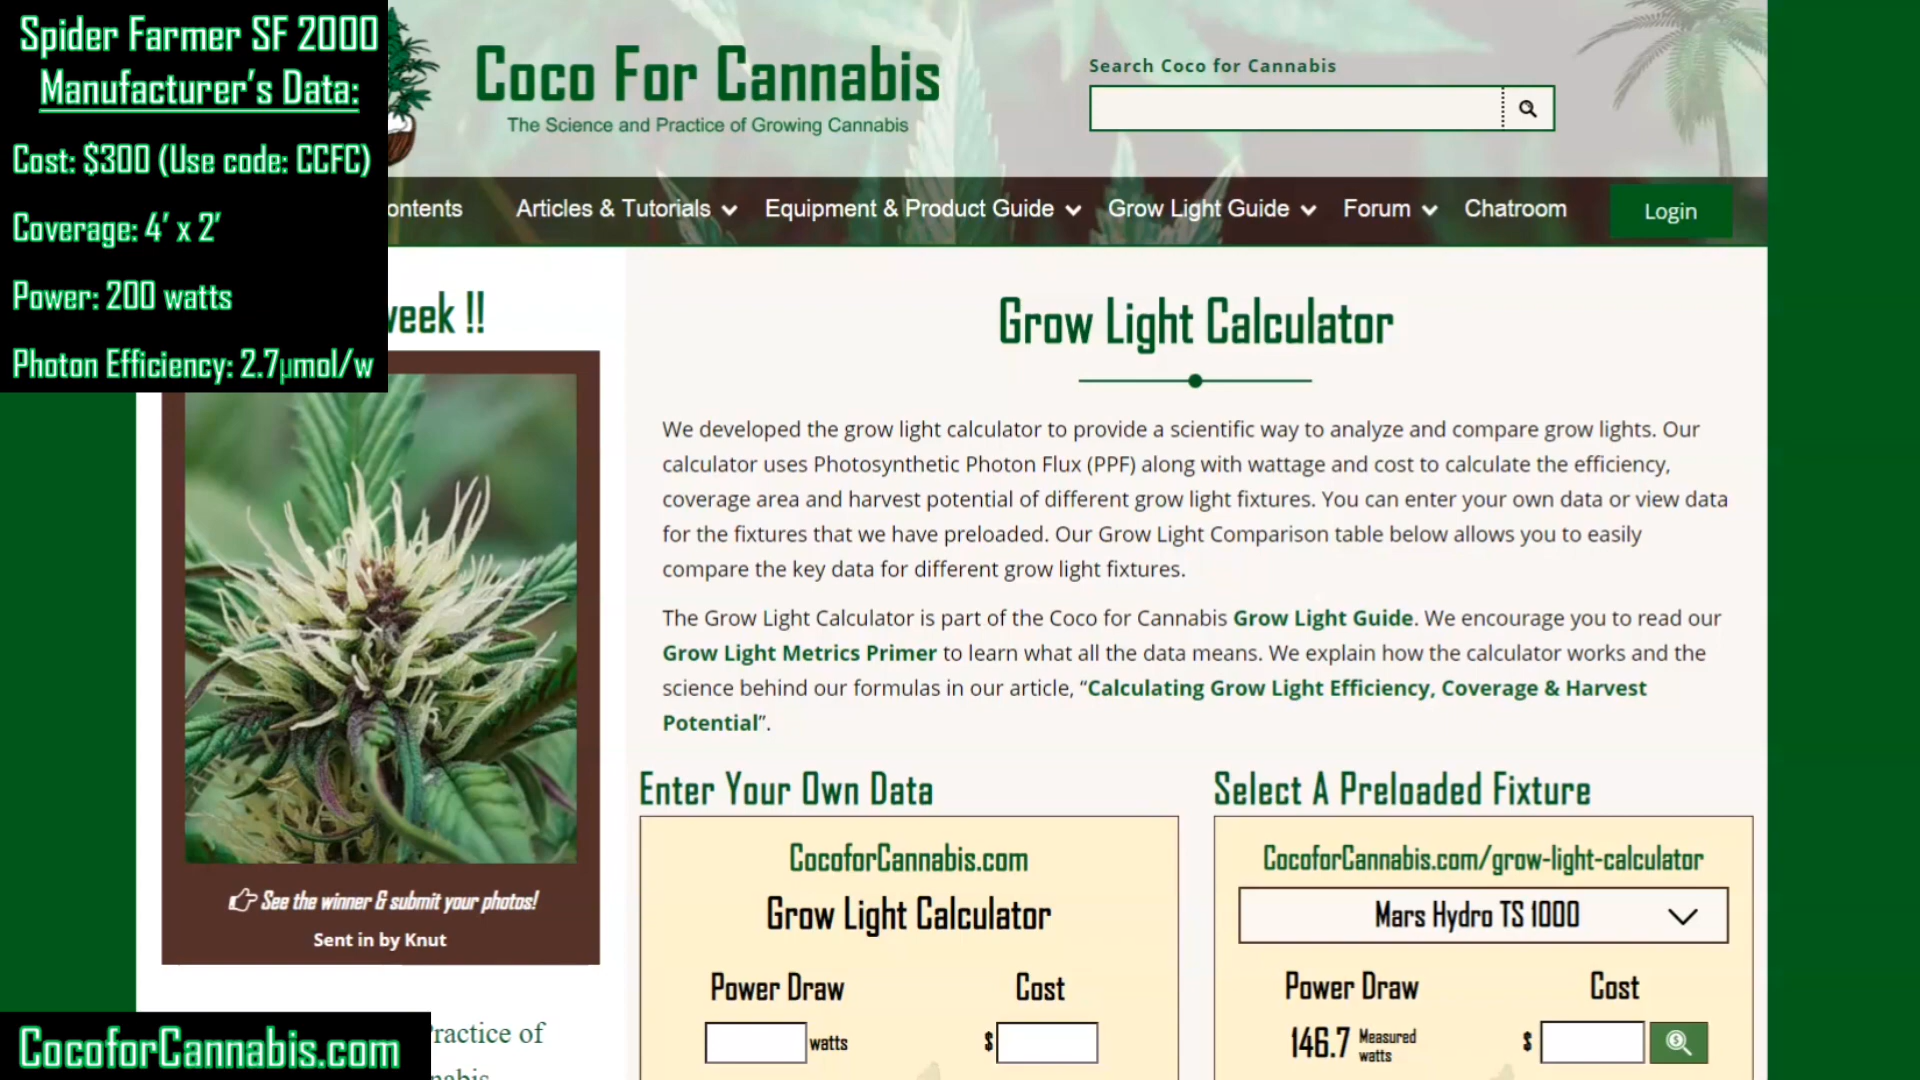 Spider Farmer SF 2000
Manufacturer's Data:
Cost: $300 (Use code: CCFC)
Coverage: 4' x 2'
Power: 200 watts
Photon Efficiency: 2.7µmol/w
Coco For Cannabis
The Science and Practice of Growing Cannabis
Search Coco for Cannabis
Articles & Tutorials
Equipment & Product Guide
Grow Light Guide
Forum
Chatroom
Login
!!
See the winner & submit your photos!
Sent in by Knut
Grow Light Calculator
We developed the grow light calculator to provide a scientific way to analyze and compare grow lights. Our
calculator uses Photosynthetic Photon Flux (PPF) along with wattage and cost to calculate the efficiency,
coverage area and harvest potential of different grow light fixtures. You can enter your own data or view data
for the fixtures that we have preloaded. Our Grow Light Comparison table below allows you to easily
compare the key data for different grow light fixtures.
The Grow Light Calculator is part of the Coco for Cannabis Grow Light Guide. We encourage you to read our
Grow Light Metrics Primer to learn what all the data means. We explain how the calculator works and the
science behind our formulas in our article, “Calculating Grow Light Efficiency, Coverage & Harvest
Potential”.
Enter Your Own Data
CocoforCannabis.com
Grow Light Calculator
Power Draw
Cost
watts
$
Select A Preloaded Fixture
CocoforCannabis.com/grow-light-calculator
Mars Hydro TS 1000
Power Draw
Cost
146.7 Measured
watts
$
of
CocoforCannabis.com